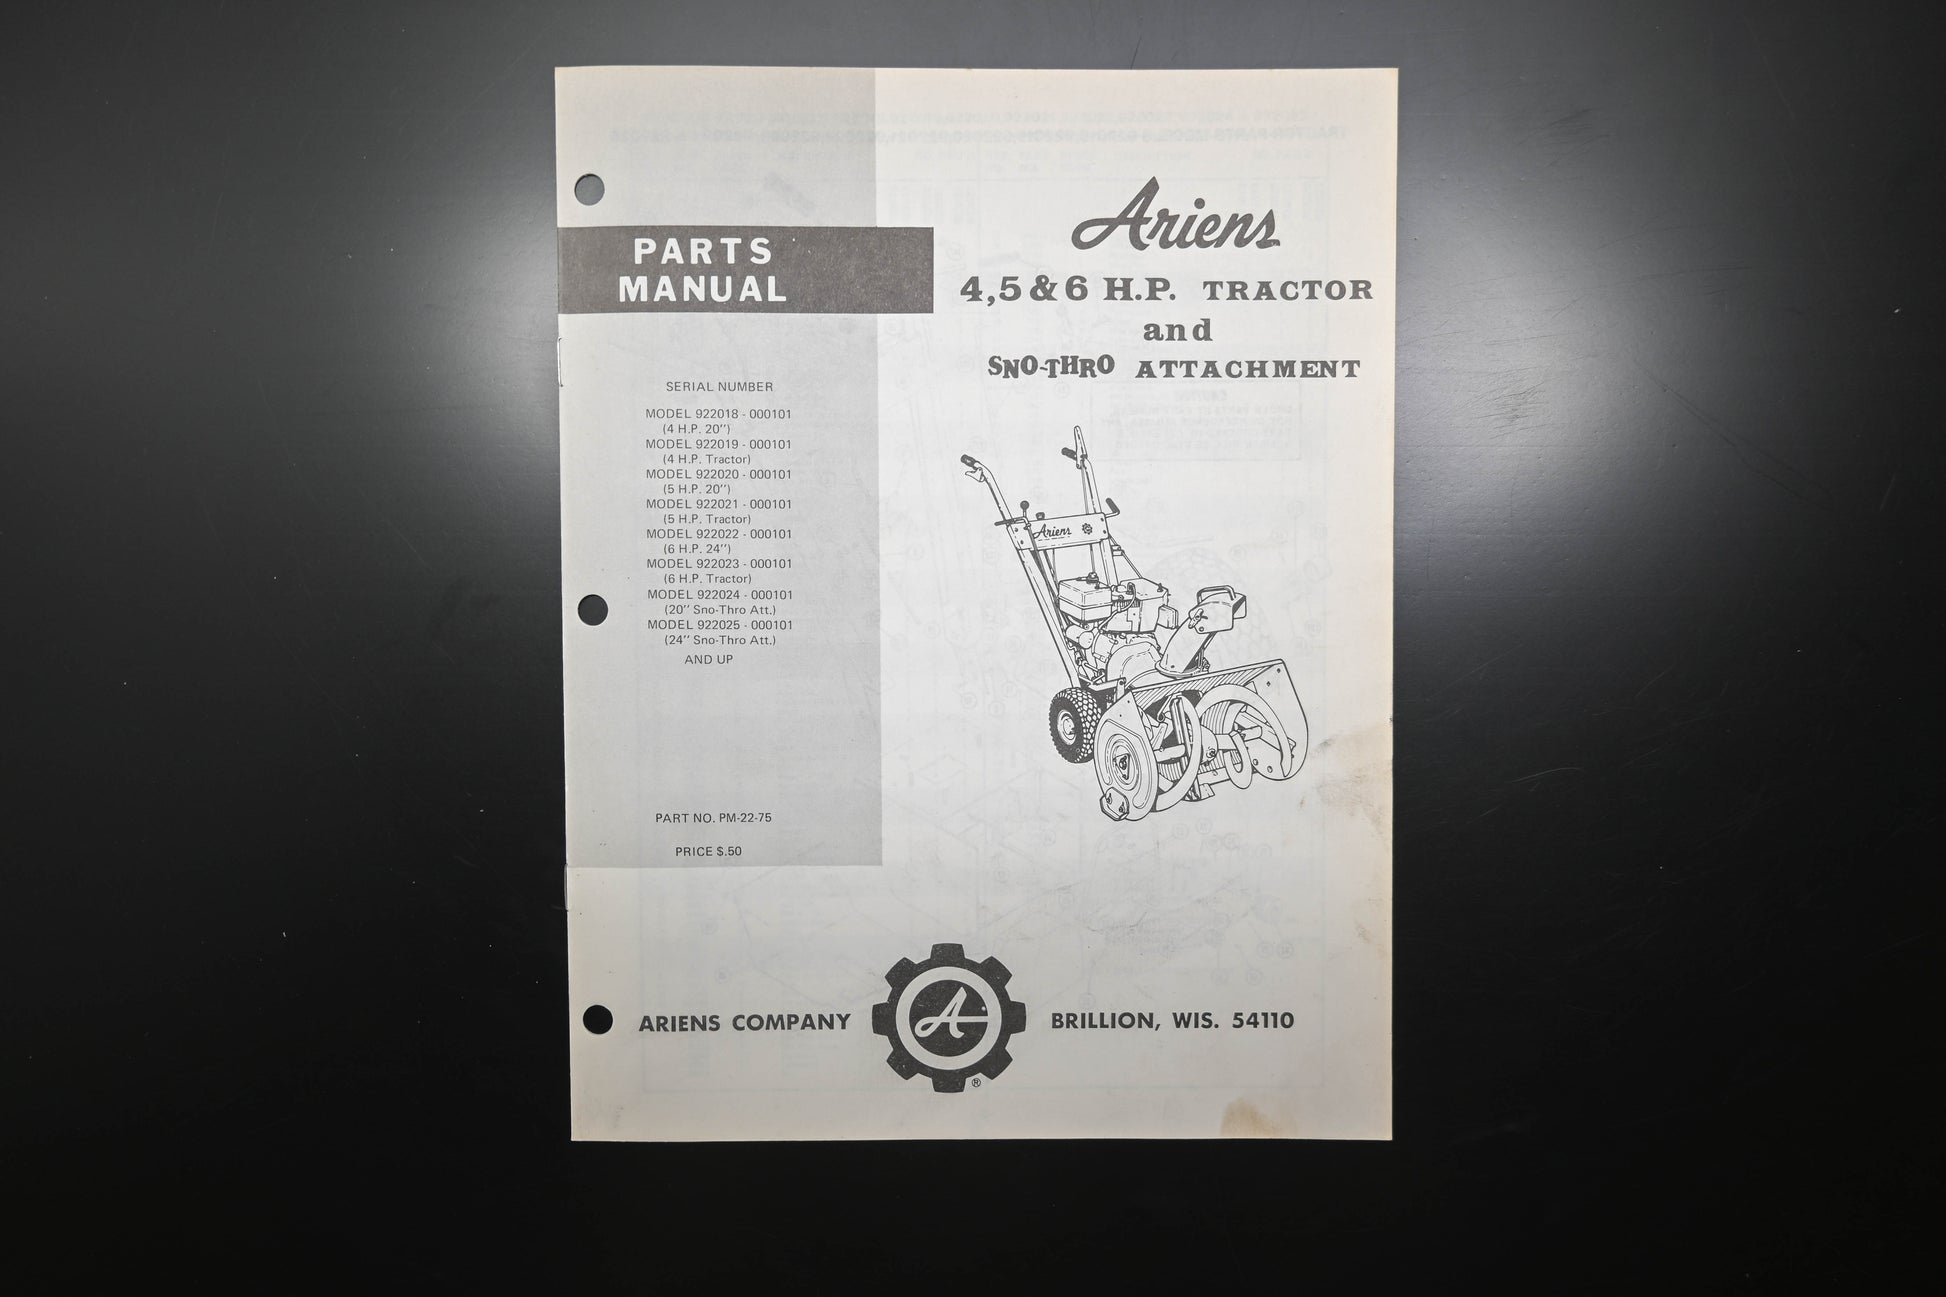 PARTS
MANUAL
SERIAL NUMBER
MODEL 922018 - 000101
(4 H.P. 20″)
MODEL 922019 - 000101
(4 H.P. Tractor)
MODEL 922020 - 000101
(5 H.P. 20″)
MODEL 922021 - 000101
(5 H.P. Tractor)
MODEL 922022 - 000101
(6 H.P. 24″)
MODEL 922023 - 000101
(6 H.P. Tractor)
MODEL 922024 - 000101
(20″ Sno-Thro Att.)
MODEL 922025 - 000101
(24″ Sno-Thro Att.)
AND UP
PART NO. PM-22-75
PRICE $.50
Ariens
4,5 & 6 H.P. TRACTOR
and
SNO-THRO ATTACHMENT
Ariens
ARIENS COMPANY
A
®
BRILLION, WIS. 54110